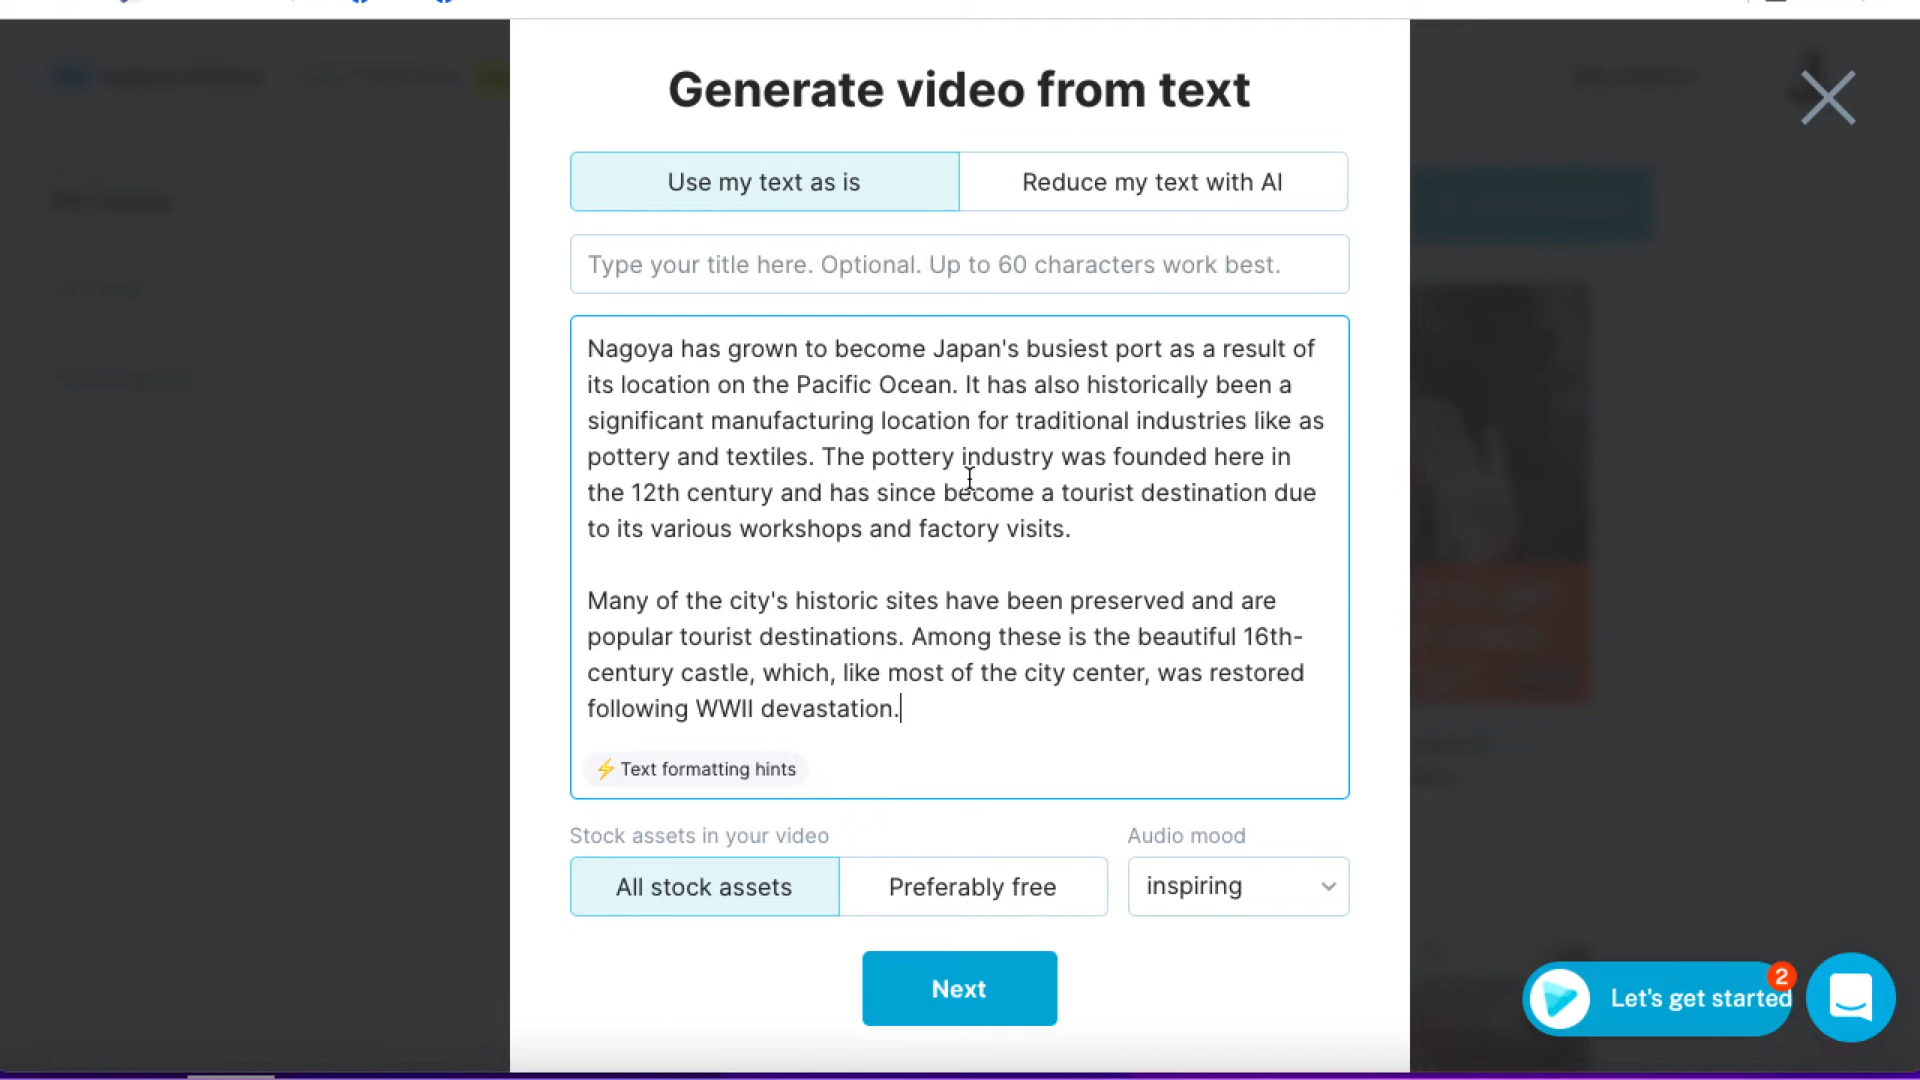 Generate video from text
Use my text as is
Reduce my text with AI
Type your title here. Optional. Up to 60 characters work best.
Nagoya has grown to become Japan's busiest port as a result of
its location on the Pacific Ocean. It has also historically been a
significant manufacturing location for traditional industries like as
pottery and textiles. The pottery industry was founded here in
the 12th century and has since become a tourist destination due
to its various workshops and factory visits.
Many of the city's historic sites have been preserved and are
popular tourist destinations. Among these is the beautiful 16th-
century castle, which, like most of the city center, was restored
following WWII devastation.
Text formatting hints
Stock assets in your video
Audio mood
All stock assets
Preferably free
inspiring
Next
2
Let's get started